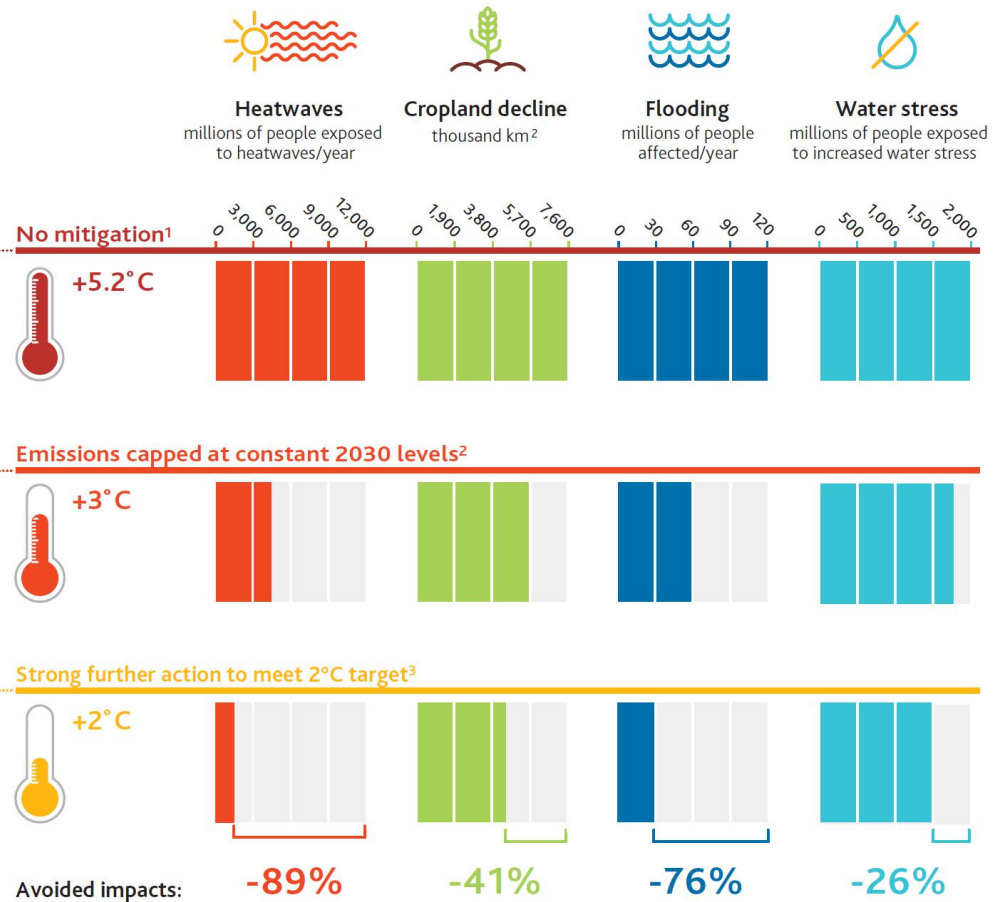 Heatwaves
millions of people exposed
to heatwaves/year
Cropland decline
thousand km²
Flooding
millions of people
affected/year
Water stress
millions of people exposed
to increased water stress
No mitigation¹
0 3,000 6,000 9,000 12,000
0 1,900 3,800 5,700 7,600
0 30 60 90 120
0 500 1,000 1,500 2,000
+5.2°C
Emissions capped at constant 2030 levels²
+3°C
Strong further action to meet 2°C target³
+2°C
Avoided impacts: -89% -41% -76% -26%